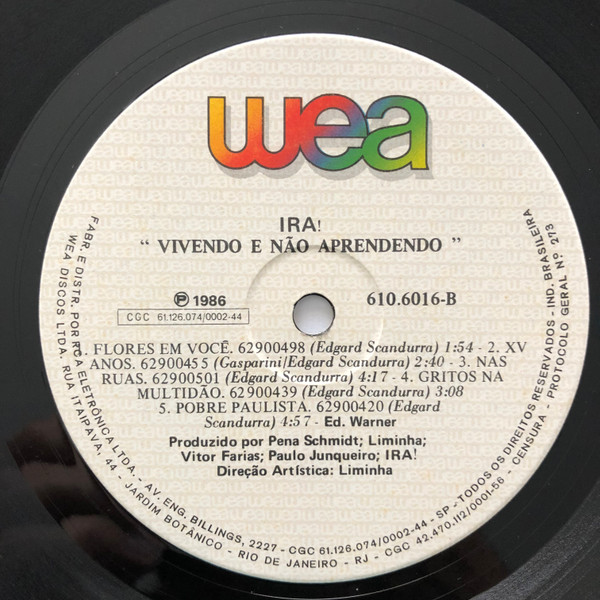 wea
IRA!
" VIVENDO E NÃO APRENDENDO "
Ⓟ 1986
610.6016-B
CGC 61.126.074/0002-44
1. FLORES EM VOCÊ. 62900498 (Edgard Scandurra) 1:54 - 2. XV
ANOS. 62900455 (Gasparini/Edgard Scandurra) 2:40 - 3. NAS
RUAS. 62900501 (Edgard Scandurra) 4:17 - 4. GRITOS NA
MULTIDÃO. 62900439 (Edgard Scandurra) 3:08
5. POBRE PAULISTA. 62900420 (Edgard
Scandurra) 4:57 - Ed. Warner
Produzido por Pena Schmidt; Liminha;
Vitor Farias; Paulo Junqueiro; IRA!
Direção Artística: Liminha
FABR. E DISTR. POR RCA ELETRÔNICA LTDA., AV. ENG. BILLINGS, 2227 - CGC 61.126.074/0002-44 - SP - TODOS OS DIREITOS RESERVADOS - IND. BRASILEIRA
WEA DISCOS LTDA. RUA ITAIPAVA, 44 - JARDIM BOTÂNICO - RIO DE JANEIRO - RJ - CGC 42.470.112/0001-56 - CENSURA - PROTOCOLO GERAL Nº 273